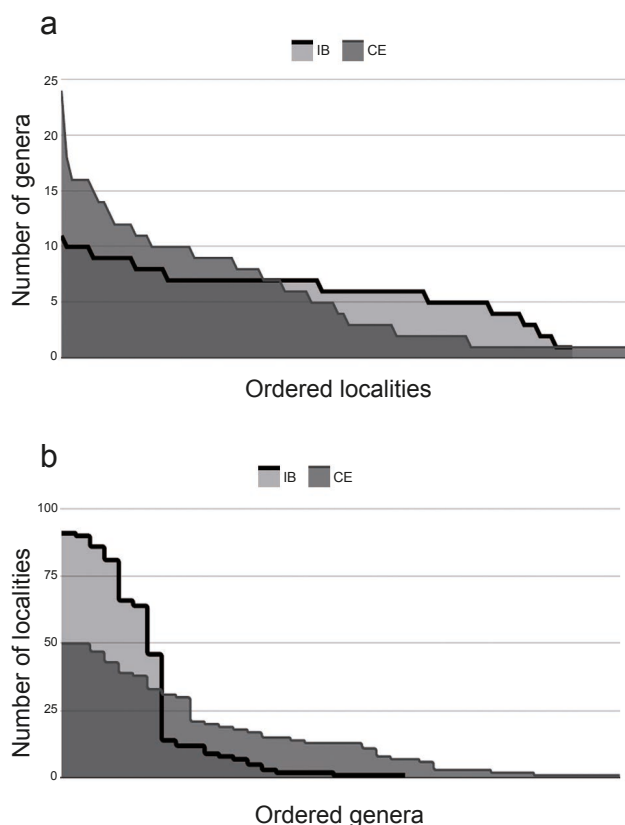 a
IB CE
25
20
15
10
5
0
Number of genera
Ordered localities
b
IB CE
100
75
50
25
0
Number of localities
Ordered genera